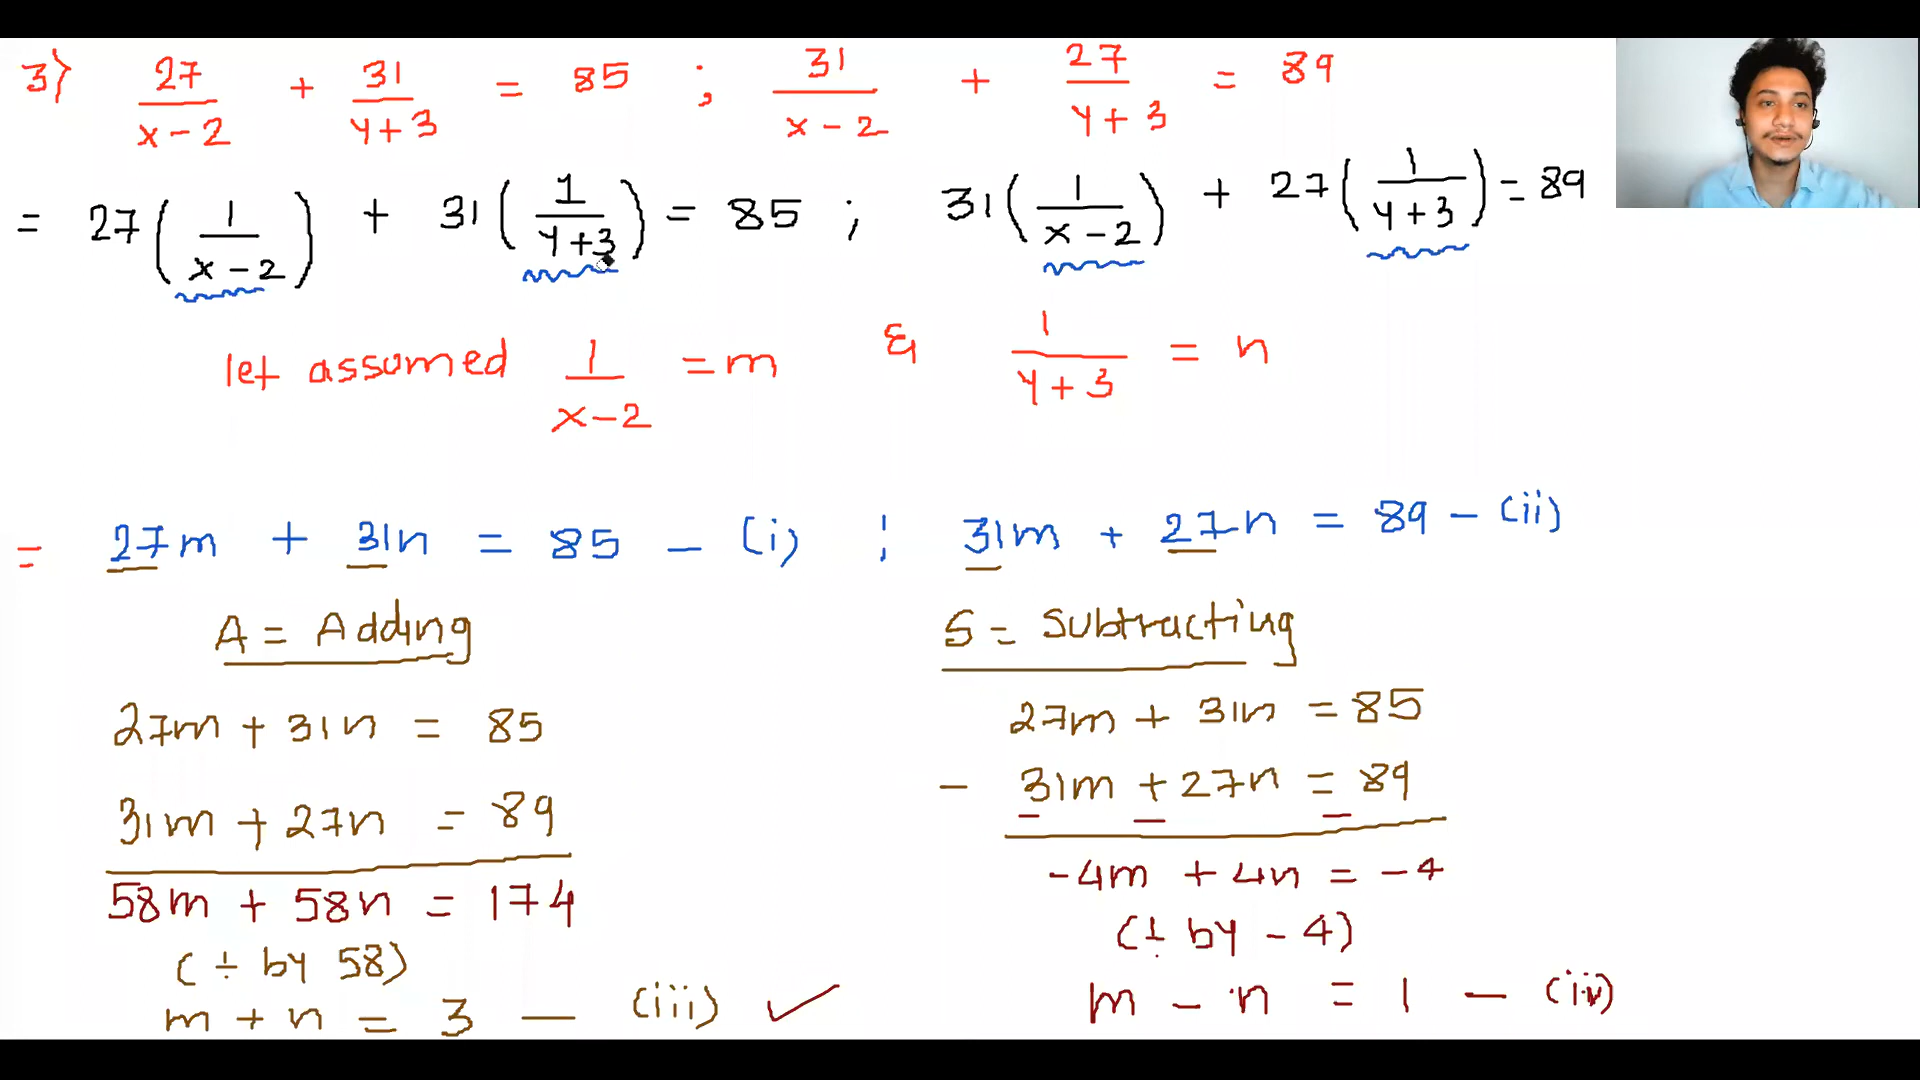 3} 27/(x-2) + 31/(y+3) = 85 ; 31/(x-2) + 27/(y+3) = 89
= 27(1/(x-2)) + 31(1/(y+3)) = 85 ; 31(1/(x-2)) + 27(1/(y+3)) = 89
let assumed 1/(x-2) = m & 1/(y+3) = n
= 27m + 31n = 85 - (i) ; 31m + 27n = 89 - (ii)
A = Adding
27m + 31n = 85
31m + 27n = 89
58m + 58n = 174
(÷ by 58)
m + n = 3 — (iii) ✓
S = Subtracting
27m + 31n = 85
- 31m + 27n = 89
- - -
-4m + 4n = -4
(÷ by - 4)
m - n = 1 — (iv)